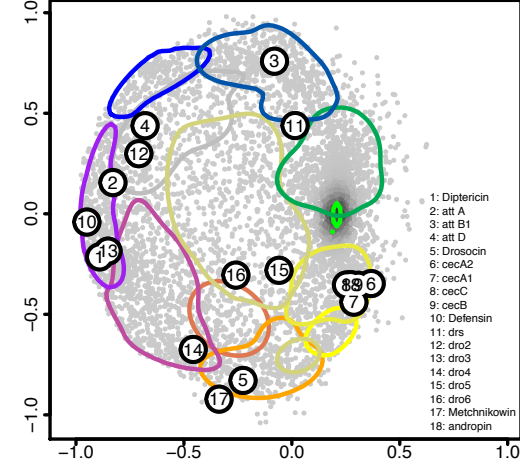 1.0
3
4
11
0.5
12
2
1: Diptericin
2: att A
0.0
10
3: att B1
4: att D
13
1
5: Drosocin
16
15
6: cecA2
6
7: cecA1
7
8: cecC
−0.5
9: cecB
10: Defensin
11: drs
14
12: dro2
13: dro3
5
14: dro4
17
15: dro5
16: dro6
−1.0
17: Metchnikowin
18: andropin
−1.0 −0.5 0.0 0.5 1.0